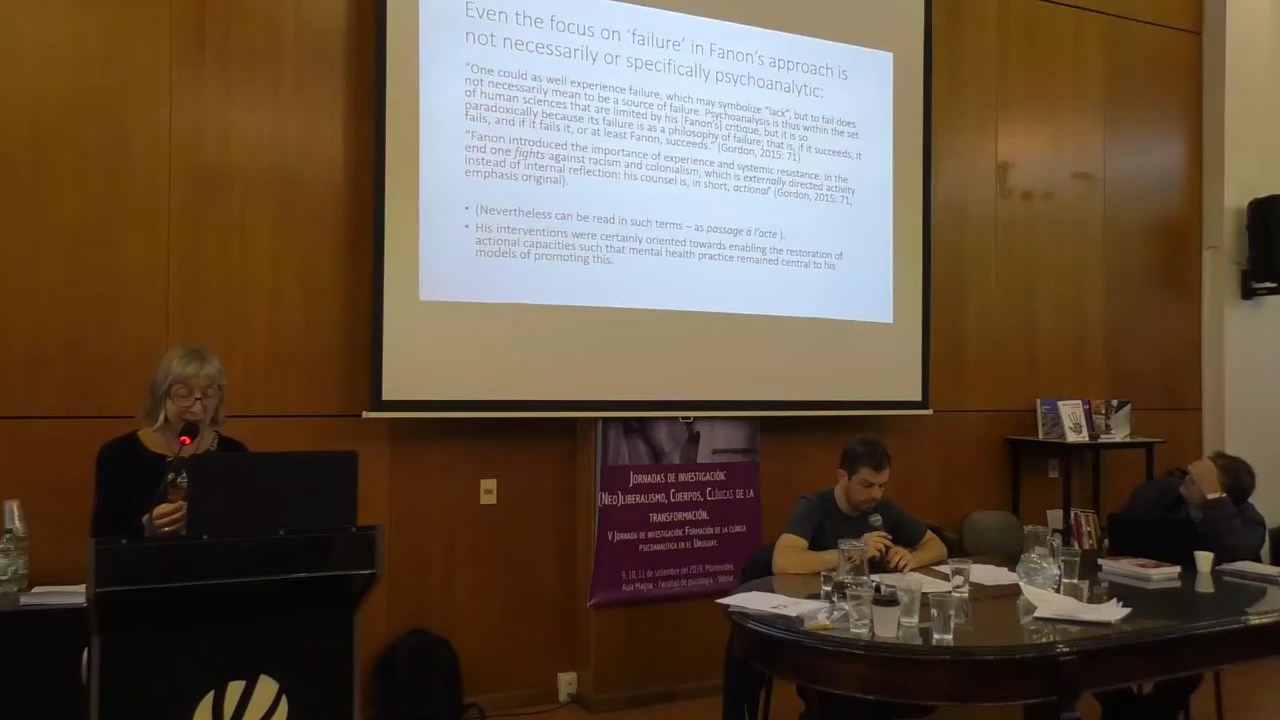 Even the focus on ‘failure’ in Fanon’s approach is
not necessarily or specifically psychoanalytic:
“One could as well experience failure, which may symbolize “lack”, but to fail does
not necessarily mean to be a source of failure. Psychoanalysis is thus within the set
of human sciences that are limited by his [Fanon’s] critique, but it is so
paradoxically because its failure is as a philosophy of failure; that is, if it succeeds, it
fails, and if it fails it, or at least Fanon, succeeds.” (Gordon, 2015: 71)
“Fanon introduced the importance of experience and systemic resistance. In the
end one fights against racism and colonialism, which is externally directed activity
instead of internal reflection: his counsel is, in short, actional’ (Gordon, 2015: 71,
emphasis original).
• (Nevertheless can be read in such terms – as passage à l’acte ).
• His interventions were certainly oriented towards enabling the restoration of
actional capacities such that mental health practice remained central to his
models of promoting this.
Jornadas de investigación:
(Neo)liberalismo, Cuerpos, Clínicas de la
transformación.
V Jornada de investigación: Formación de la clínica
psicoanalítica en el Uruguay.
9, 10, 11 de setiembre del 2019, Montevideo
Aula Magna - Facultad de psicología - Udelar